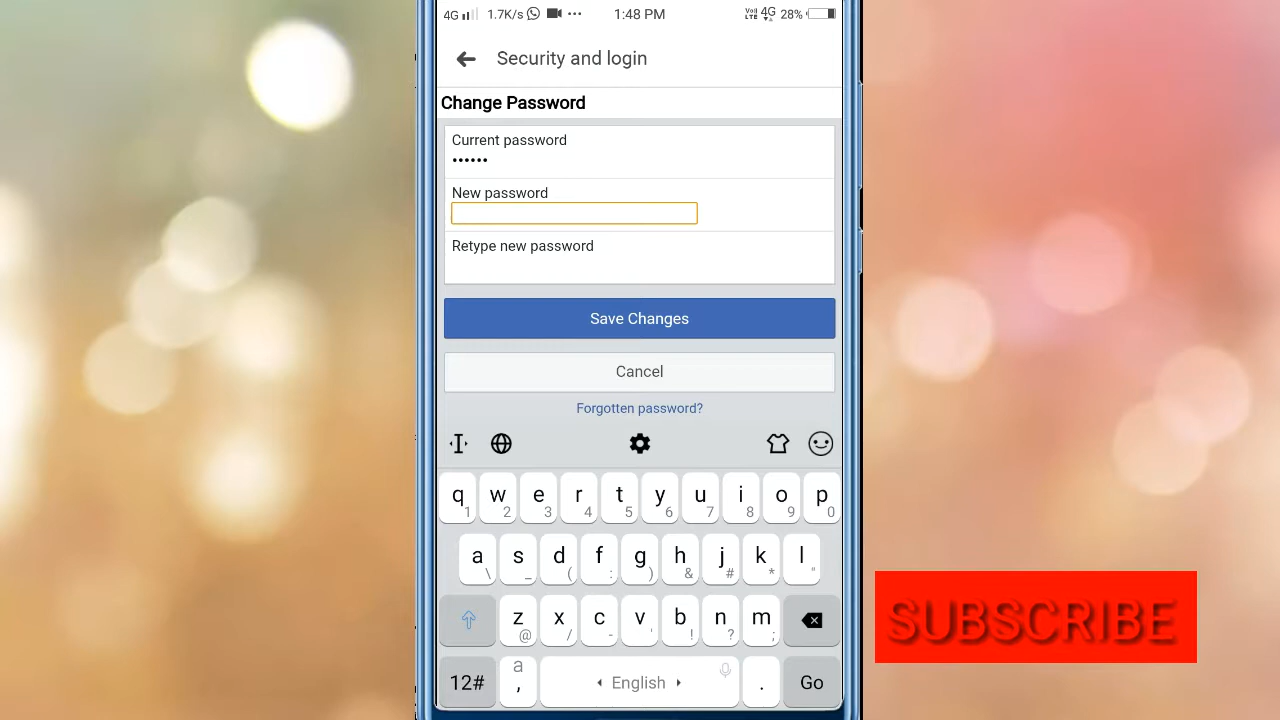 4G 1.7K/s ••• 1:48 PM VoLTE 4G 28%
Security and login
Change Password
Current password
••••••
New password
Retype new password
Save Changes
Cancel
Forgotten password?
q 1 w 2 e 3 r 4 t 5 y 6 u 7 i 8 o 9 p 0
a \ s _ d ( f : g ) h & j # k * l "
z @ x / c - v ' b ! n ? m ;
12# a , English . Go
SUBSCRIBE